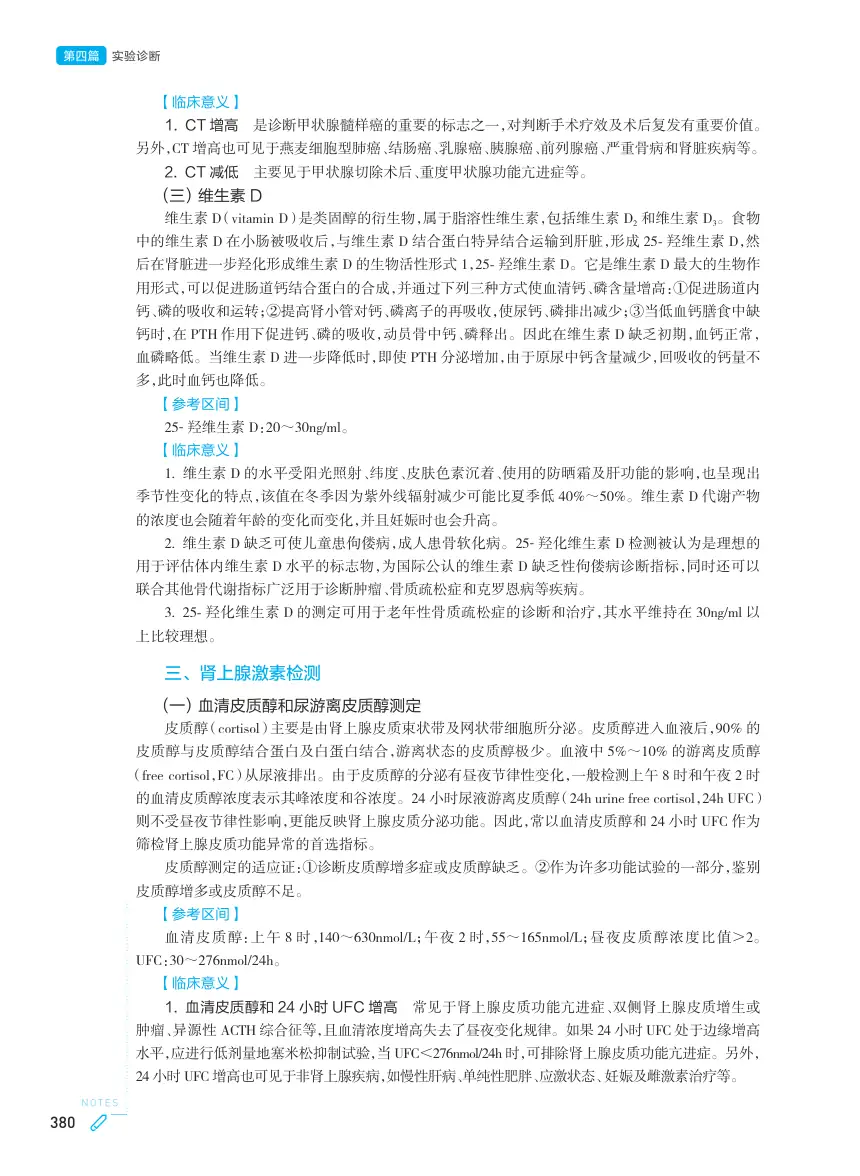 第四篇 实验诊断
【临床意义】
1. CT 增高　是诊断甲状腺髓样癌的重要的标志之一,对判断手术疗效及术后复发有重要价值。
另外,CT 增高也可见于燕麦细胞型肺癌、结肠癌、乳腺癌、胰腺癌、前列腺癌、严重骨病和肾脏疾病等。
2. CT 减低　主要见于甲状腺切除术后、重度甲状腺功能亢进症等。
（三）维生素 D
维生素 D（vitamin D）是类固醇的衍生物,属于脂溶性维生素,包括维生素 D₂ 和维生素 D₃。食物
中的维生素 D 在小肠被吸收后,与维生素 D 结合蛋白特异结合运输到肝脏,形成 25- 羟维生素 D,然
后在肾脏进一步羟化形成维生素 D 的生物活性形式 1,25- 羟维生素 D。它是维生素 D 最大的生物作
用形式,可以促进肠道钙结合蛋白的合成,并通过下列三种方式使血清钙、磷含量增高:①促进肠道内
钙、磷的吸收和运转;②提高肾小管对钙、磷离子的再吸收,使尿钙、磷排出减少;③当低血钙膳食中缺
钙时,在 PTH 作用下促进钙、磷的吸收,动员骨中钙、磷释出。因此在维生素 D 缺乏初期,血钙正常,
血磷略低。当维生素 D 进一步降低时,即使 PTH 分泌增加,由于原尿中钙含量减少,回吸收的钙量不
多,此时血钙也降低。
【参考区间】
25- 羟维生素 D:20～30ng/ml。
【临床意义】
1. 维生素 D 的水平受阳光照射、纬度、皮肤色素沉着、使用的防晒霜及肝功能的影响,也呈现出
季节性变化的特点,该值在冬季因为紫外线辐射减少可能比夏季低 40%～50%。维生素 D 代谢产物
的浓度也会随着年龄的变化而变化,并且妊娠时也会升高。
2. 维生素 D 缺乏可使儿童患佝偻病,成人患骨软化病。25- 羟化维生素 D 检测被认为是理想的
用于评估体内维生素 D 水平的标志物,为国际公认的维生素 D 缺乏性佝偻病诊断指标,同时还可以
联合其他骨代谢指标广泛用于诊断肿瘤、骨质疏松症和克罗恩病等疾病。
3. 25- 羟化维生素 D 的测定可用于老年性骨质疏松症的诊断和治疗,其水平维持在 30ng/ml 以
上比较理想。
三、肾上腺激素检测
（一）血清皮质醇和尿游离皮质醇测定
皮质醇（cortisol）主要是由肾上腺皮质束状带及网状带细胞所分泌。皮质醇进入血液后,90% 的
皮质醇与皮质醇结合蛋白及白蛋白结合,游离状态的皮质醇极少。血液中 5%～10% 的游离皮质醇
（free cortisol,FC）从尿液排出。由于皮质醇的分泌有昼夜节律性变化,一般检测上午 8 时和午夜 2 时
的血清皮质醇浓度表示其峰浓度和谷浓度。24 小时尿液游离皮质醇（24h urine free cortisol,24h UFC）
则不受昼夜节律性影响,更能反映肾上腺皮质分泌功能。因此,常以血清皮质醇和 24 小时 UFC 作为
筛检肾上腺皮质功能异常的首选指标。
皮质醇测定的适应证:①诊断皮质醇增多症或皮质醇缺乏。②作为许多功能试验的一部分,鉴别
皮质醇增多或皮质醇不足。
【参考区间】
血清皮质醇:上午 8 时,140～630nmol/L;午夜 2 时,55～165nmol/L;昼夜皮质醇浓度比值＞2。
UFC:30～276nmol/24h。
【临床意义】
1. 血清皮质醇和 24 小时 UFC 增高　常见于肾上腺皮质功能亢进症、双侧肾上腺皮质增生或
肿瘤、异源性 ACTH 综合征等,且血清浓度增高失去了昼夜变化规律。如果 24 小时 UFC 处于边缘增高
水平,应进行低剂量地塞米松抑制试验,当 UFC＜276nmol/24h 时,可排除肾上腺皮质功能亢进症。另外,
24 小时 UFC 增高也可见于非肾上腺疾病,如慢性肝病、单纯性肥胖、应激状态、妊娠及雌激素治疗等。
NOTES
380